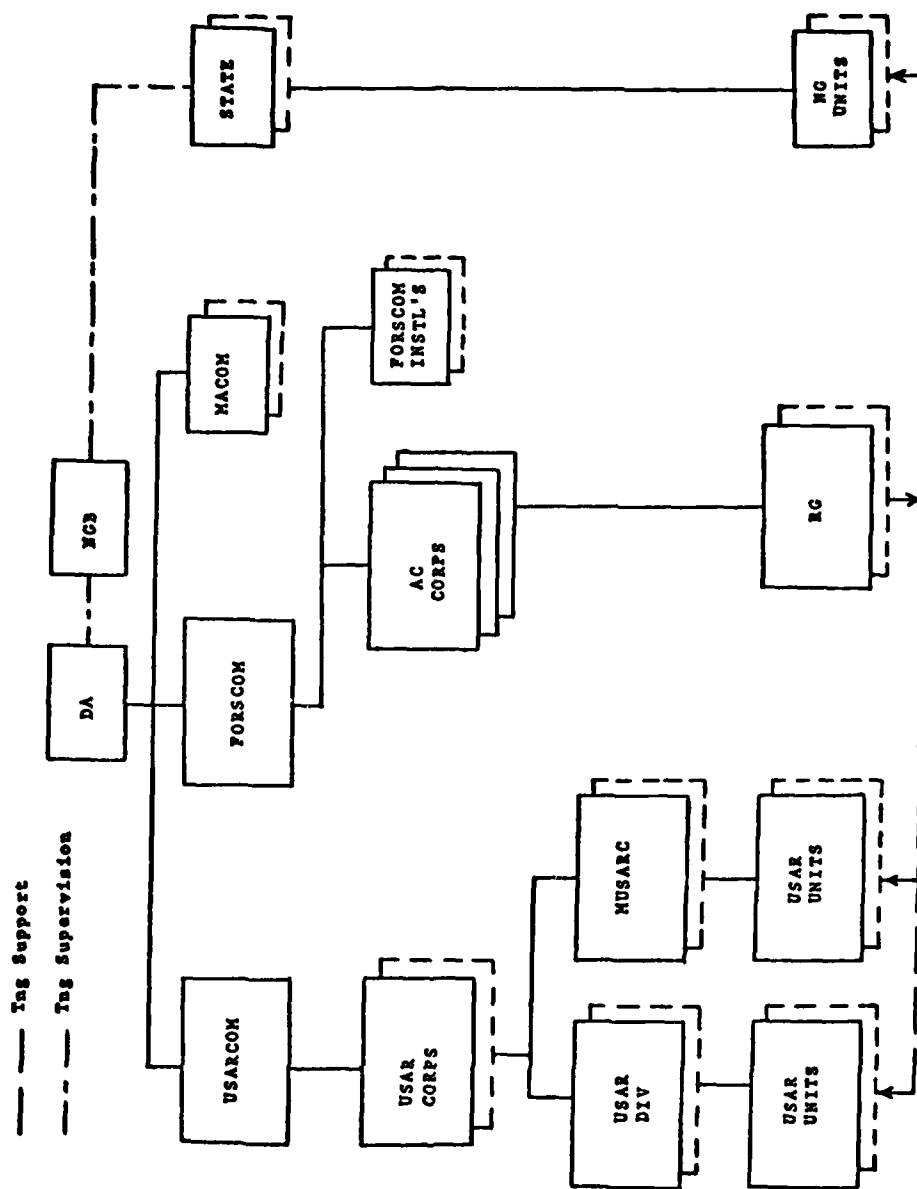 Tng Support
Tng Supervision
DA
NGB
USARCOM
FORSCOM
MACOM
STATE
USAR
CORPS
AC
CORPS
FORSCOM
INSTL'S
USAR
DIV
MUSARC
USAR
UNITS
USAR
UNITS
RG
NG
UNITS